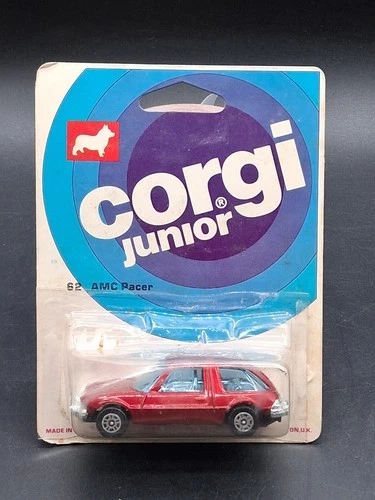 corgi®
junior
62 AMC Pacer
MADE IN
ON, U.K.